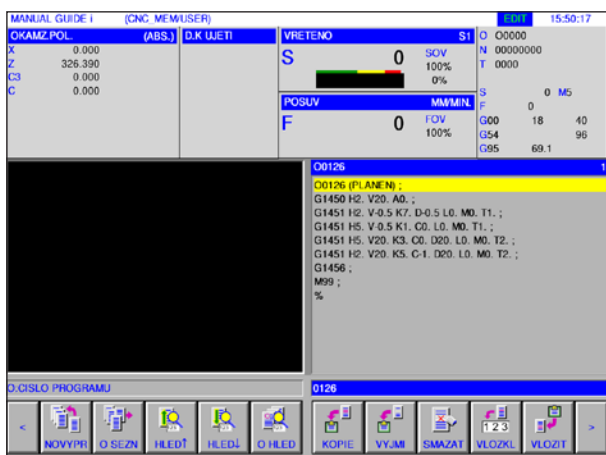 MANUAL GUIDE i (CNC_MEM/USER) EDIT 15:50:17
OKAMZ.POL. (ABS.) D.K UJETI VRETENO S1 O O0000
X 0.000 S 0 SOV N 00000000
Z 326.390 100% T 0000
C3 0.000 0%
C 0.000 S 0 M5
POSUV MM/MIN. F 0
F 0 FOV G00 18 40
100% G54 96
G95 69.1
O0126 1
O0126 (PLANEN) ;
G1450 H2. V20. A0. ;
G1451 H2. V-0.5 K7. D-0.5 L0. M0. T1. ;
G1451 H5. V-0.5 K1. C0. L0. M0. T1. ;
G1451 H5. V20. K3. C0. D20. L0. M0. T2. ;
G1451 H2. V20. K5. C-1. D20. L0. M0. T2. ;
G1456 ;
M99 ;
%
O:CISLO PROGRAMU 0126
< NOVYPR O SEZN HLED↑ HLED↓ O HLED KOPIE VYJMI SMAZAT VLOZKL VLOZIT >
123